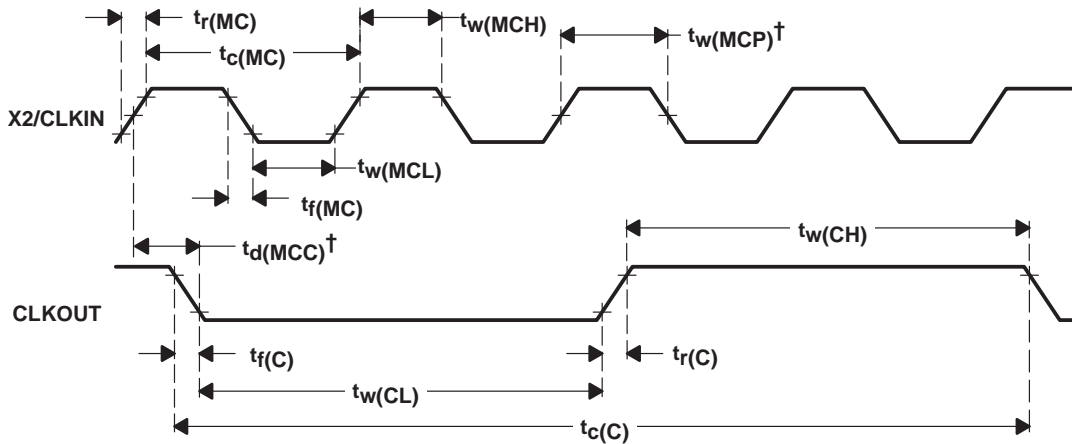 tr(MC)
tw(MCH)
tw(MCP)†
tc(MC)
X2/CLKIN
tw(MCL)
tf(MC)
tw(CH)
td(MCC)†
CLKOUT
tf(C)
tr(C)
tw(CL)
tc(C)